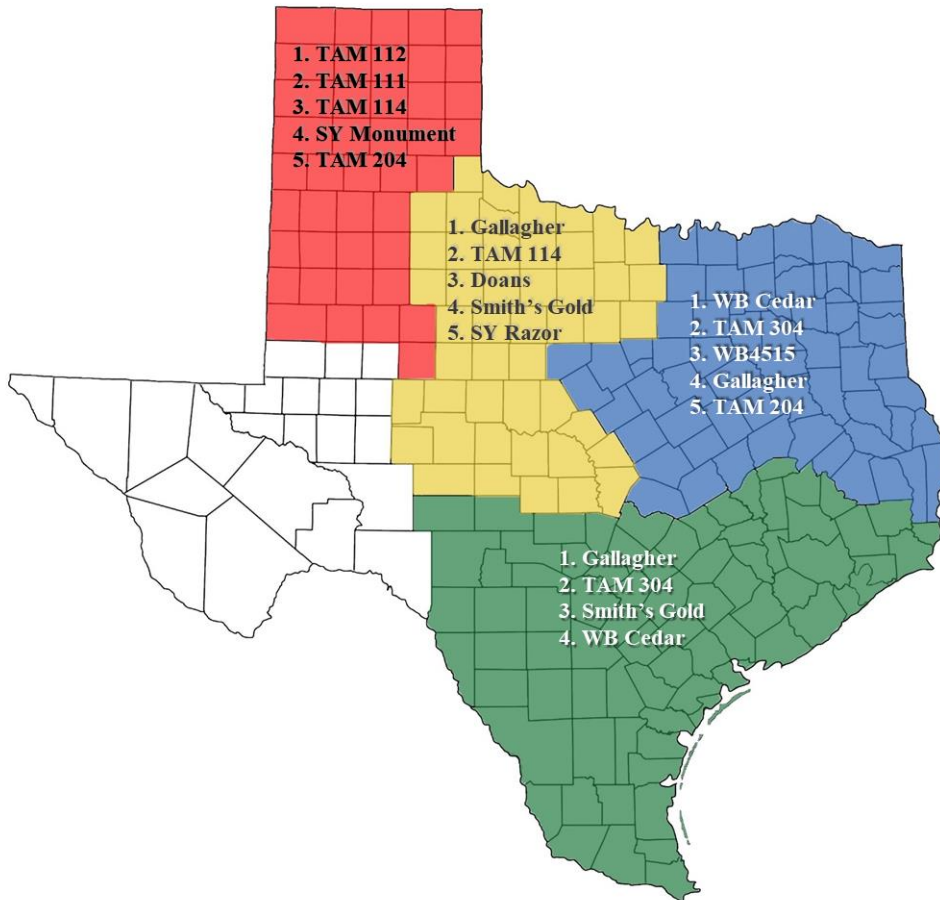 1. TAM 112
2. TAM 111
3. TAM 114
4. SY Monument
5. TAM 204
1. Gallagher
2. TAM 114
3. Doans
4. Smith's Gold
5. SY Razor
1. WB Cedar
2. TAM 304
3. WB4515
4. Gallagher
5. TAM 204
1. Gallagher
2. TAM 304
3. Smith's Gold
4. WB Cedar